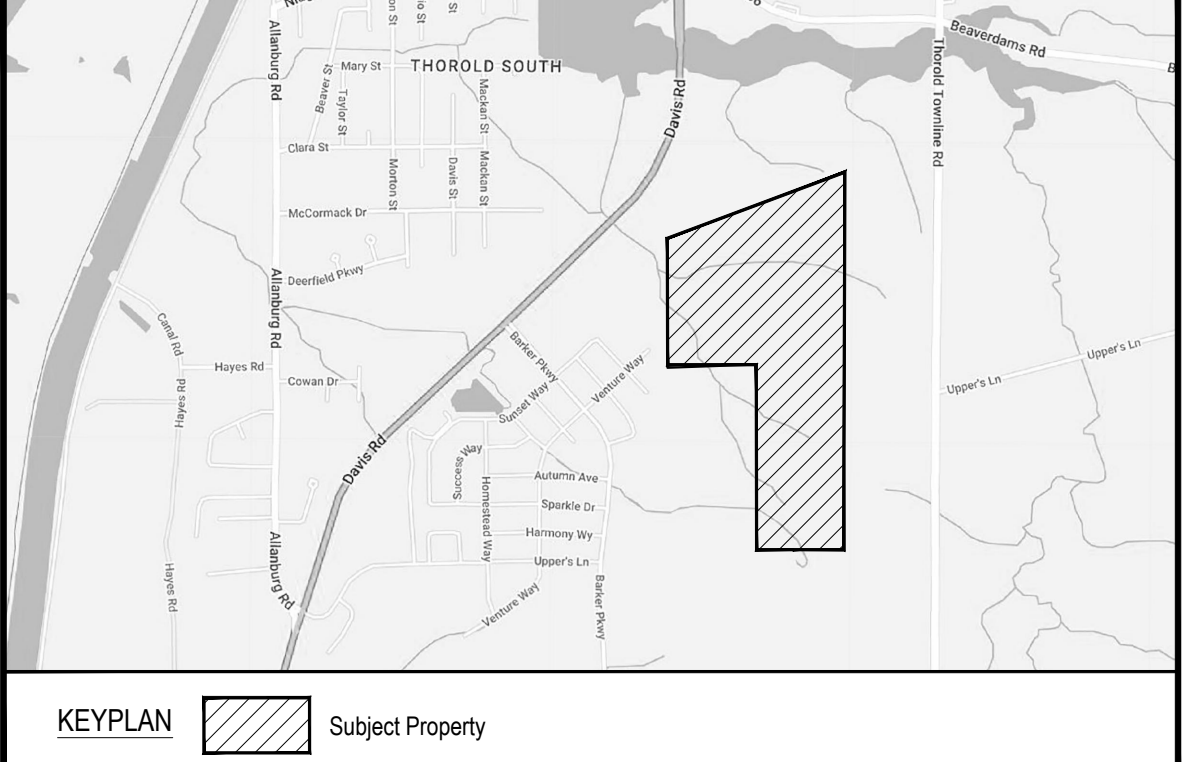 Allanburg Rd
Beaverdams Rd
THOROLD SOUTH
Mary St
Beaver St
Taylor St
Mackan St
Davis Rd
Thorold Townline Rd
Clara St
Morton St
Davis St
Mackan St
McCormack Dr
Deerfield Pkwy
Allanburg Rd
Canal Rd
Hayes Rd
Cowan Dr
Hayes Rd
Barker Pkwy
Venture Way
Sunset Way
Upper's Ln
Upper's Ln
Davis Rd
Success Way
Homestead Way
Autumn Ave
Sparkle Dr
Harmony Wy
Upper's Ln
Allanburg Rd
Hayes Rd
Venture Way
Barker Pkwy
KEYPLAN
Subject Property